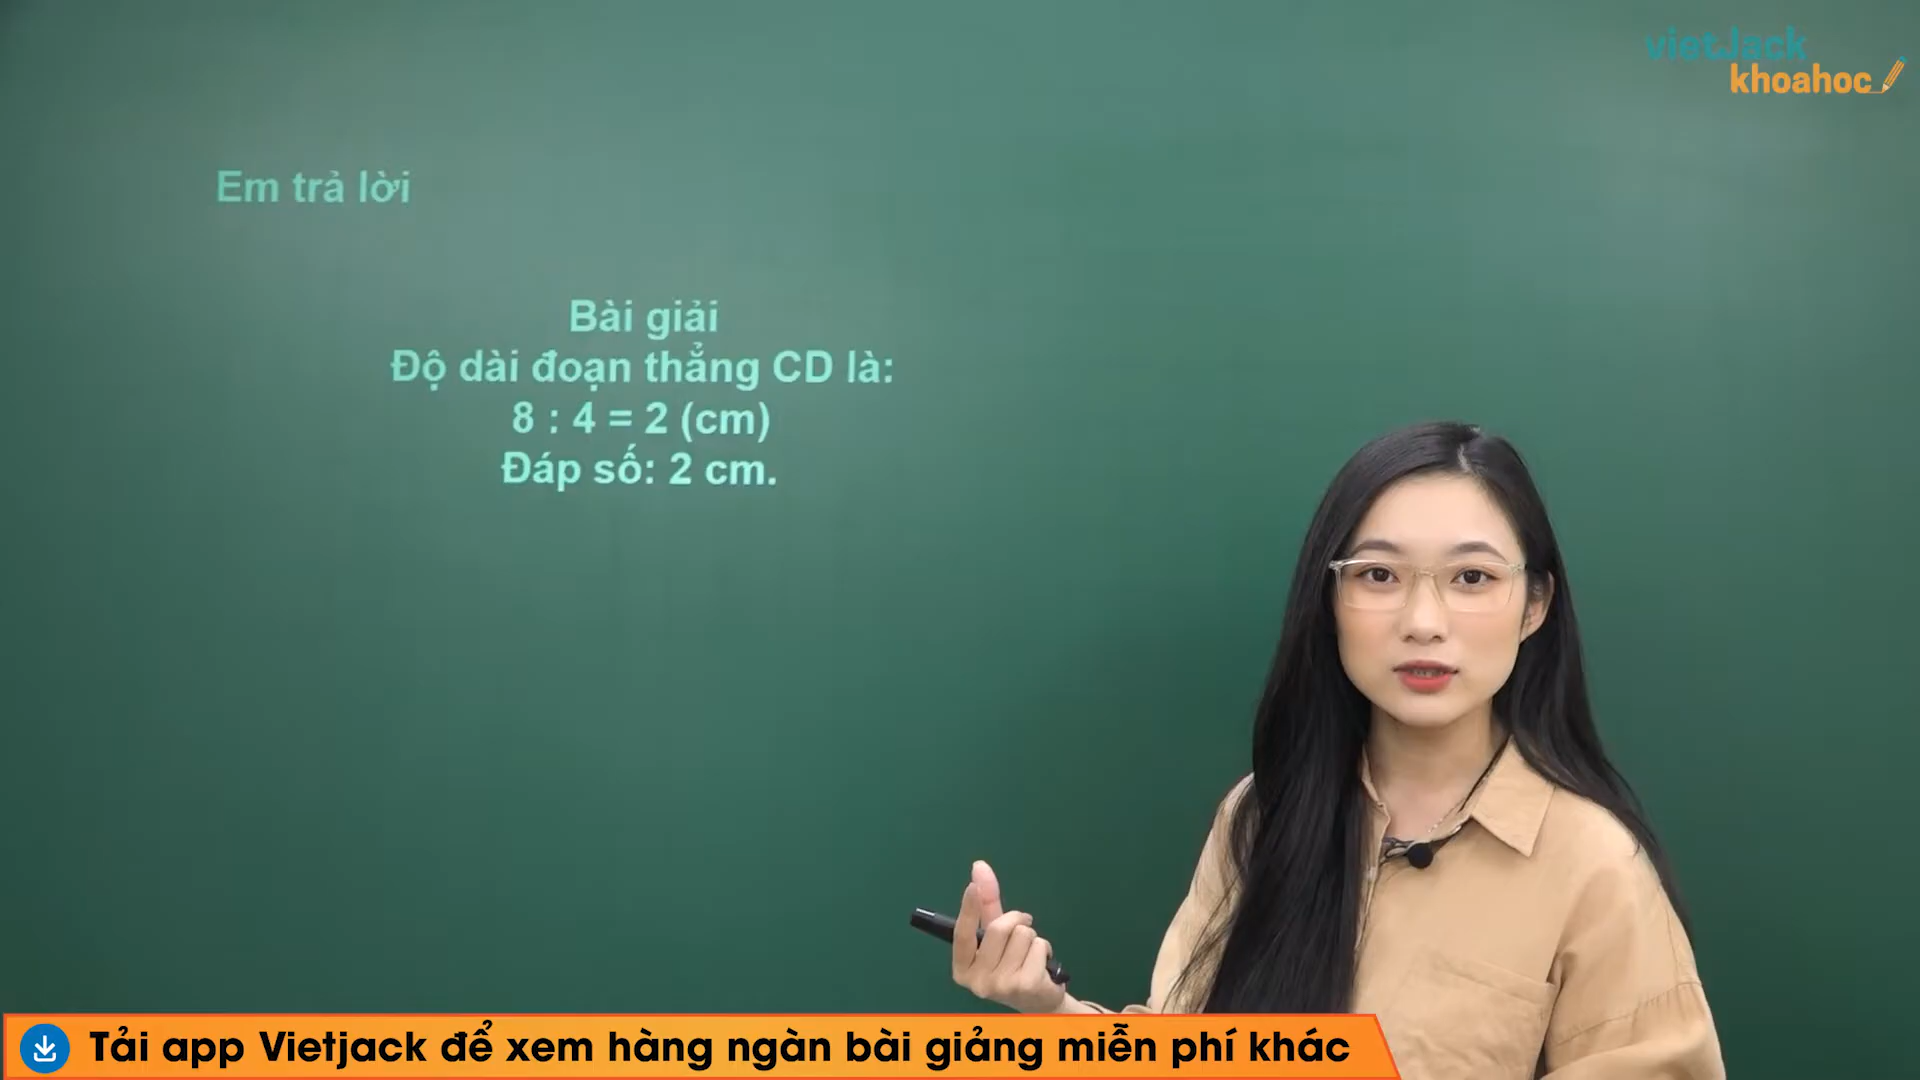 vietJack
khoahoc
Em trả lời
Bài giải
Độ dài đoạn thẳng CD là:
8 : 4 = 2 (cm)
Đáp số: 2 cm.
Tải app Vietjack để xem hàng ngàn bài giảng miễn phí khác